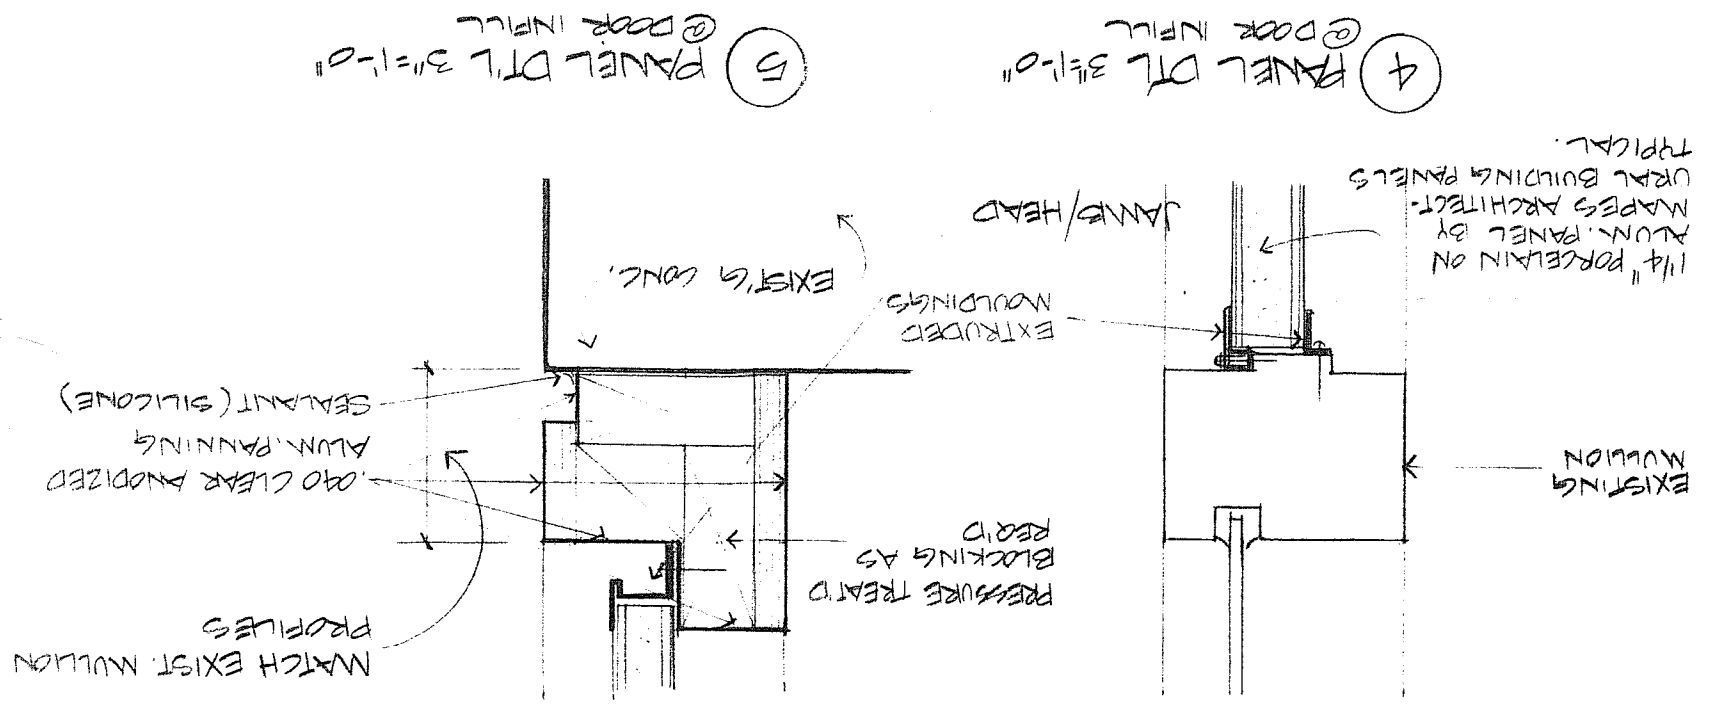 EXISTING
MULLION
1 1/4" PORCELAIN ON
ALUM. PANEL BY
MAPES ARCHITECT-
URAL BUILDING PANELS
TYPICAL.
4
PANEL DTL 3"=1'-0"
@ DOOR INFILL
PRESSURE TREAT'D
BLOCKING AS
REQ'D
EXTRUDED
MOULDINGS
JAMB/HEAD
MATCH EXIST. MULLION
PROFILES
.040 CLEAR ANODIZED
ALUM. PANNING
SEALANT (SILICONE)
EXIST'G CONC.
5
PANEL DT'L 3"=1'-0"
@ DOOR INFILL